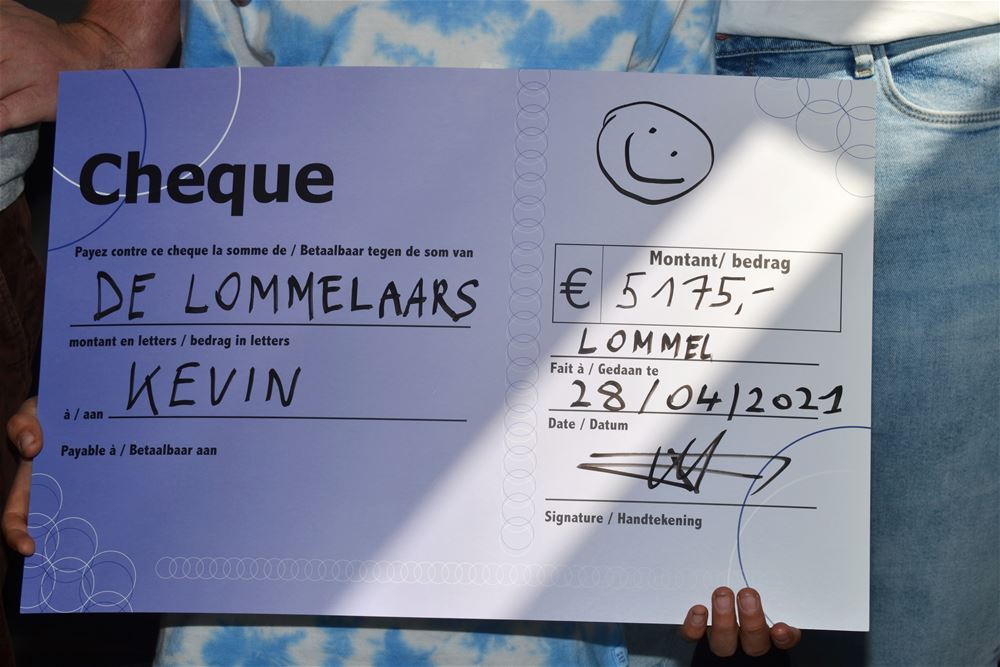 Cheque
Payez contre ce cheque la somme de / Betaalbaar tegen de som van
DE LOMMELAARS
montant en letters / bedrag in letters
KEVIN
à / aan
Payable à / Betaalbaar aan
Montant/ bedrag
€ 5175,-
LOMMEL
Fait à / Gedaan te
28/04/2021
Date / Datum
Signature / Handtekening